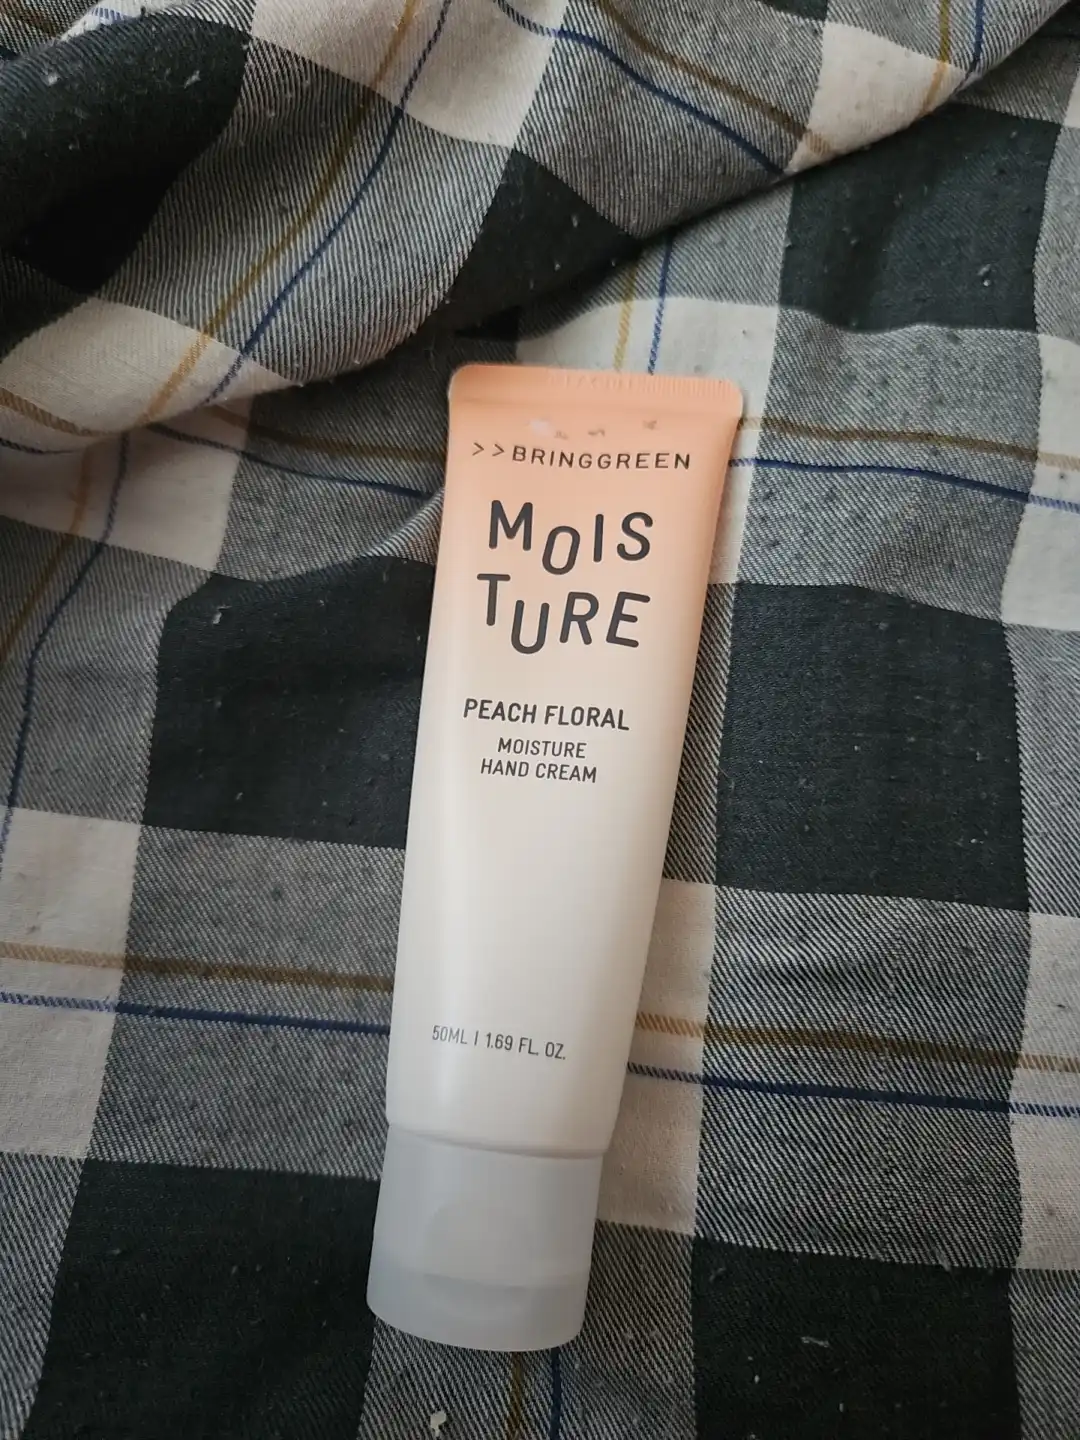 >>BRINGGREEN
MOIS
TURE
PEACH FLORAL
MOISTURE
HAND CREAM
50ML | 1.69 FL. OZ.